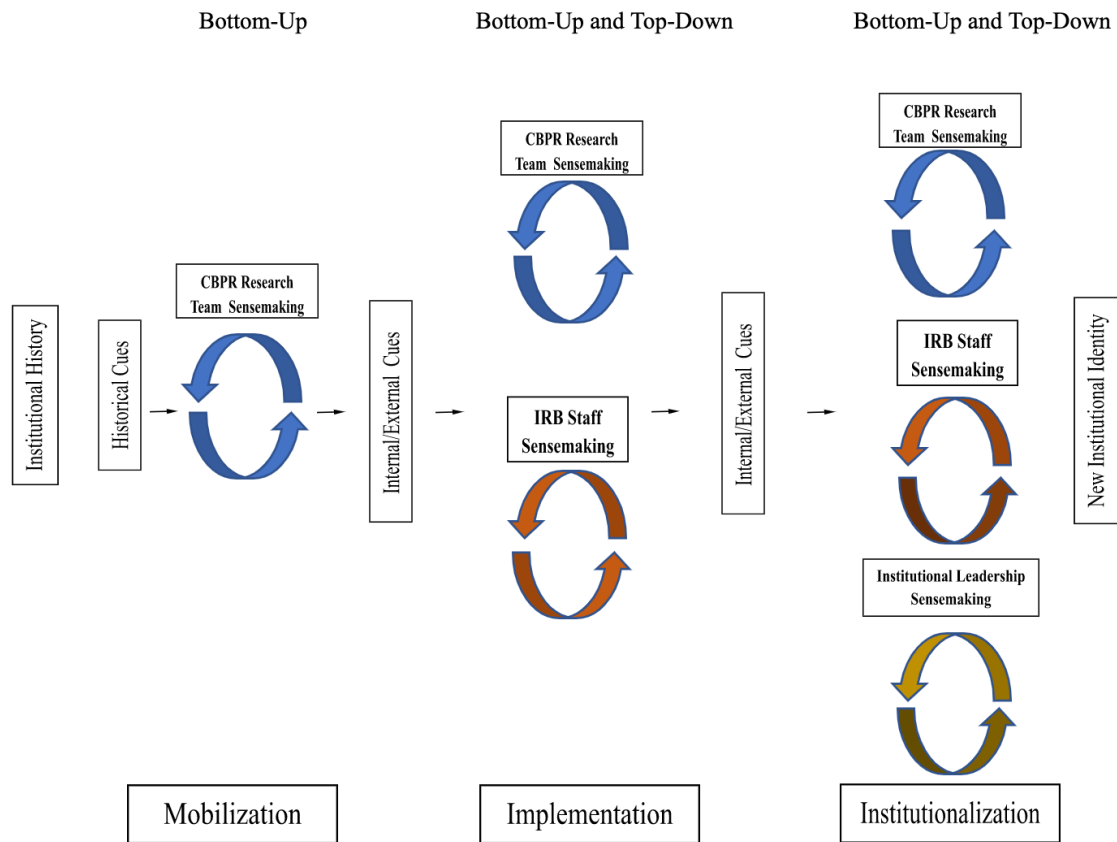 Bottom-Up
Bottom-Up and Top-Down
Bottom-Up and Top-Down
Institutional History
Historical Cues
CBPR Research
Team Sensemaking
Internal/External Cues
CBPR Research
Team Sensemaking
IRB Staff
Sensemaking
Internal/External Cues
CBPR Research
Team Sensemaking
IRB Staff
Sensemaking
Institutional Leadership
Sensemaking
New Institutional Identity
Mobilization
Implementation
Institutionalization